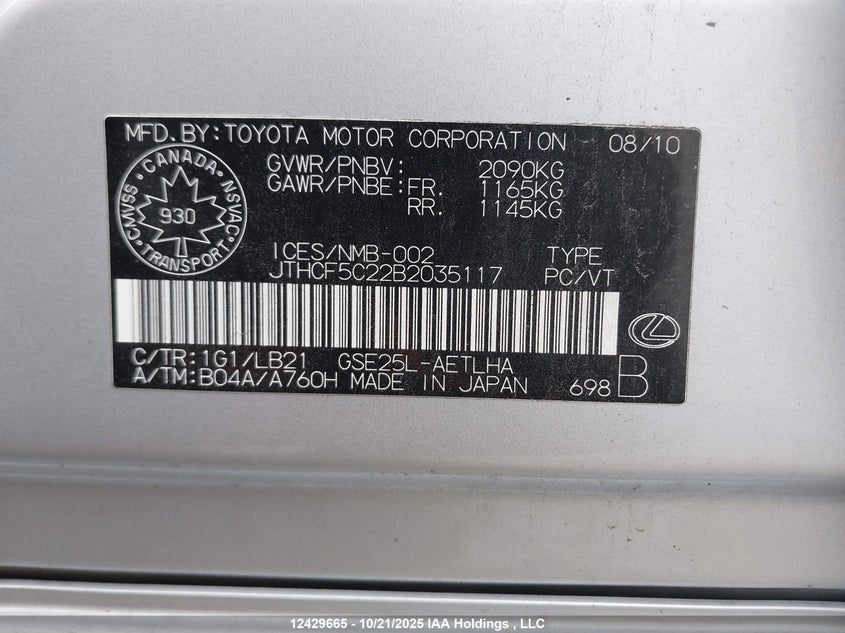 MFD.BY:TOYOTA MOTOR CORPORATION 08/10
GVWR/PNBV: 2090KG
GAWR/PNBE:FR. 1165KG
RR. 1145KG
CMVSS·CANADA·NSVAC·TRANSPORT·
930
ICES/NMB-002 TYPE
JTHCF5C22B2035117 PC/VT
C/TR:1G1/LB21 GSE25L-AETLHA
A/TM:B04A/A760H MADE IN JAPAN 698 B
12429665 - 10/21/2025 IAA Holdings , LLC